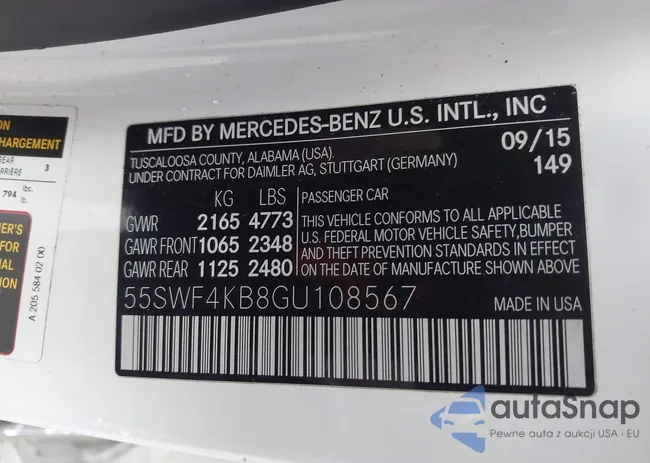 ON
CHARGEMENT
REAR 3
ARRIÈRE
794 lbs.
lb.
ER'S
FOR
A 205 584 02 00
MFD BY MERCEDES-BENZ U.S. INTL., INC
TUSCALOOSA COUNTY, ALABAMA (USA). 09/15
UNDER CONTRACT FOR DAIMLER AG, STUTTGART (GERMANY) 149
KG LBS PASSENGER CAR
GVWR 2165 4773 THIS VEHICLE CONFORMS TO ALL APPLICABLE
GAWR FRONT 1065 2348 U.S. FEDERAL MOTOR VEHICLE SAFETY, BUMPER
GAWR REAR 1125 2480 AND THEFT PREVENTION STANDARDS IN EFFECT
ON THE DATE OF MANUFACTURE SHOWN ABOVE.
55SWF4KB8GU108567 MADE IN USA
autaSnap
Pewne auta z aukcji USA i EU